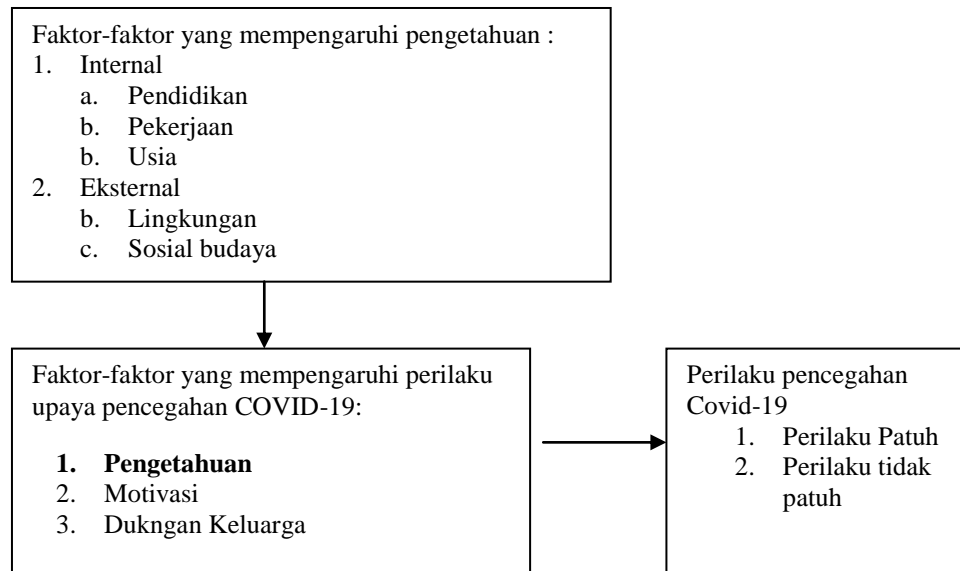 Faktor-faktor yang mempengaruhi pengetahuan :
1. Internal
a. Pendidikan
b. Pekerjaan
b. Usia
2. Eksternal
b. Lingkungan
c. Sosial budaya
Faktor-faktor yang mempengaruhi perilaku
upaya pencegahan COVID-19:
1. Pengetahuan
2. Motivasi
3. Dukngan Keluarga
Perilaku pencegahan
Covid-19
1. Perilaku Patuh
2. Perilaku tidak
patuh